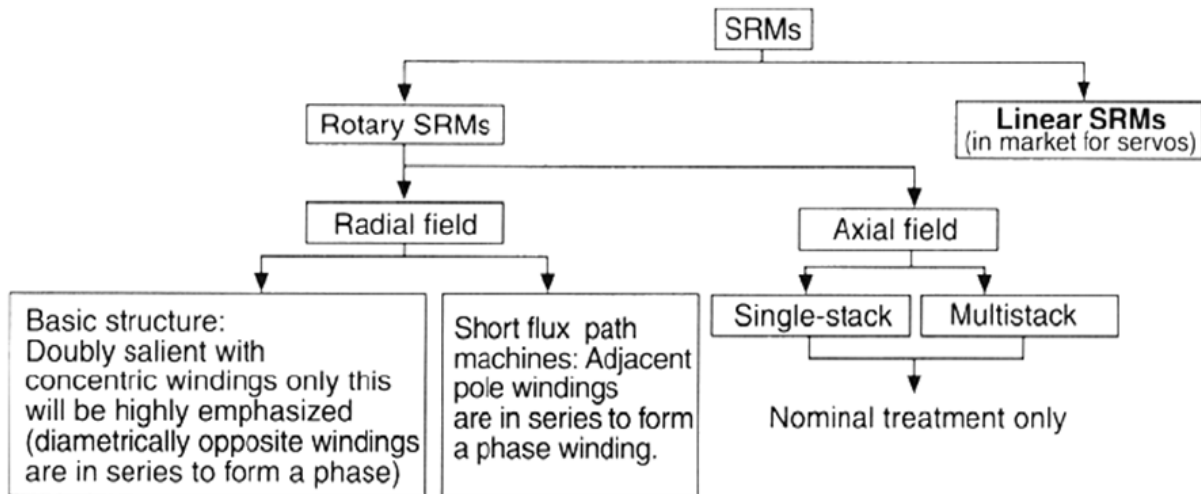 SRMs
Rotary SRMs
Linear SRMs
(in market for servos)
Radial field
Axial field
Basic structure:
Doubly salient with
concentric windings only this
will be highly emphasized
(diametrically opposite windings
are in series to form a phase)
Short flux path
machines: Adjacent
pole windings
are in series to form
a phase winding.
Single-stack
Multistack
Nominal treatment only